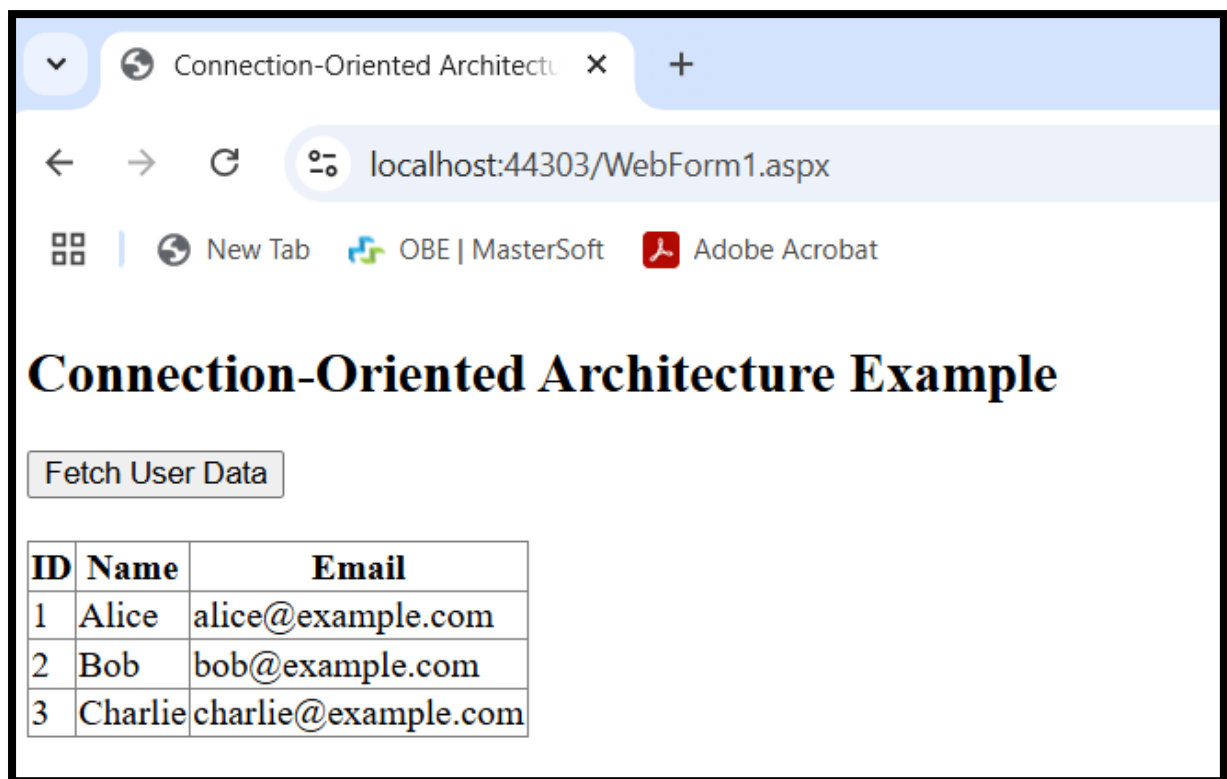 Connection-Oriented Architectu
localhost:44303/WebForm1.aspx
New Tab OBE | MasterSoft Adobe Acrobat
Connection-Oriented Architecture Example
Fetch User Data
ID Name Email
1 Alice alice@example.com
2 Bob bob@example.com
3 Charlie charlie@example.com